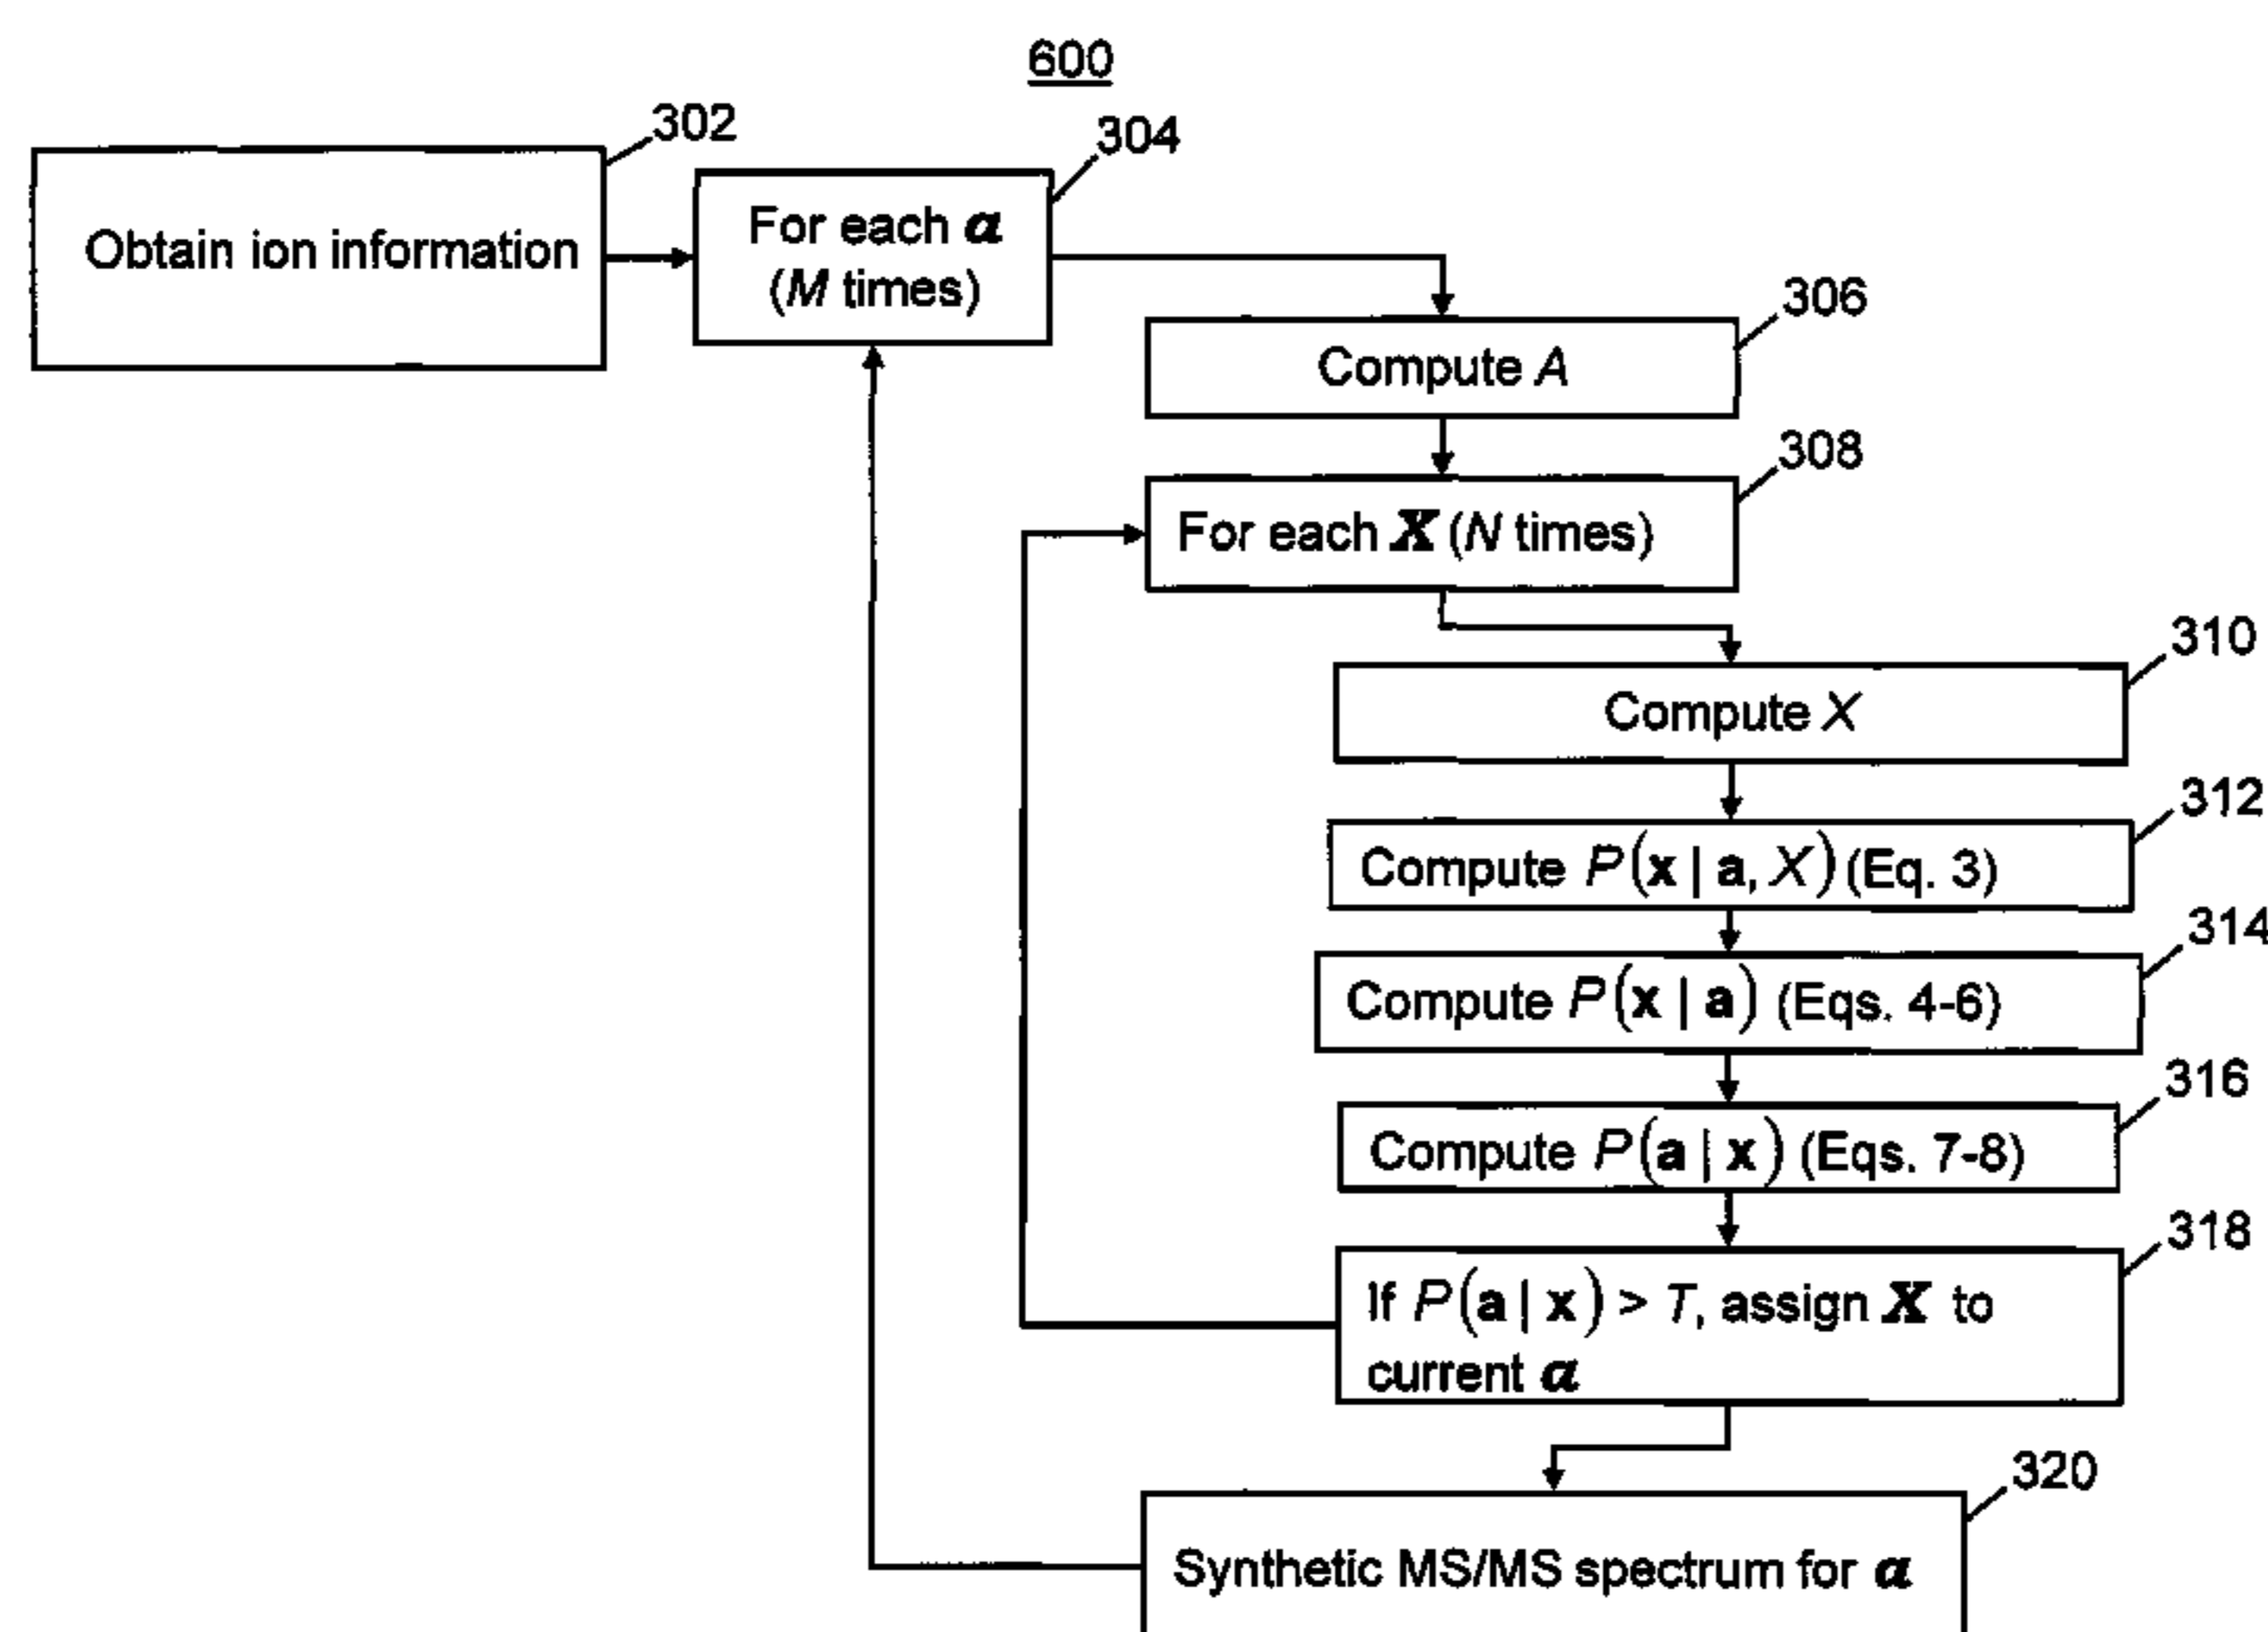 600
302
304
Obtain ion information
For each α
(M times)
306
Compute A
308
For each X (N times)
310
Compute X
312
Compute P(x | a, X) (Eq. 3)
314
Compute P(x | a) (Eqs. 4-6)
316
Compute P(a | x) (Eqs. 7-8)
318
If P(a | x) > T, assign X to
current α
320
Synthetic MS/MS spectrum for α